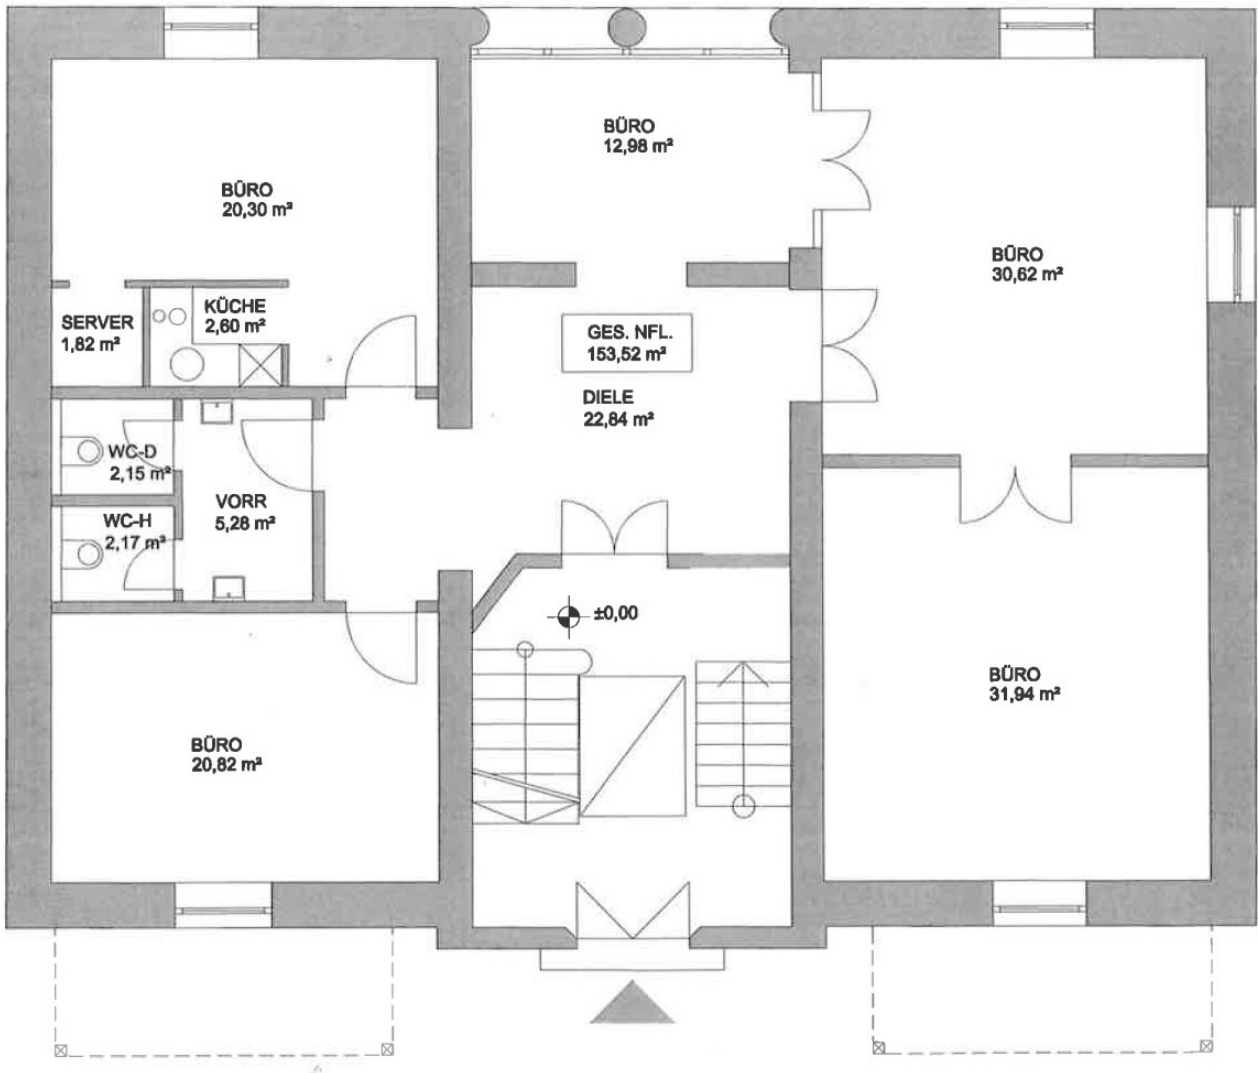 BÜRO
12,98 m²
BÜRO
20,30 m²
BÜRO
30,62 m²
SERVER
1,82 m²
KÜCHE
2,60 m²
GES. NFL.
153,52 m²
DIELE
22,84 m²
WC-D
2,15 m²
VORR
5,28 m²
WC-H
2,17 m²
±0,00
BÜRO
31,94 m²
BÜRO
20,82 m²